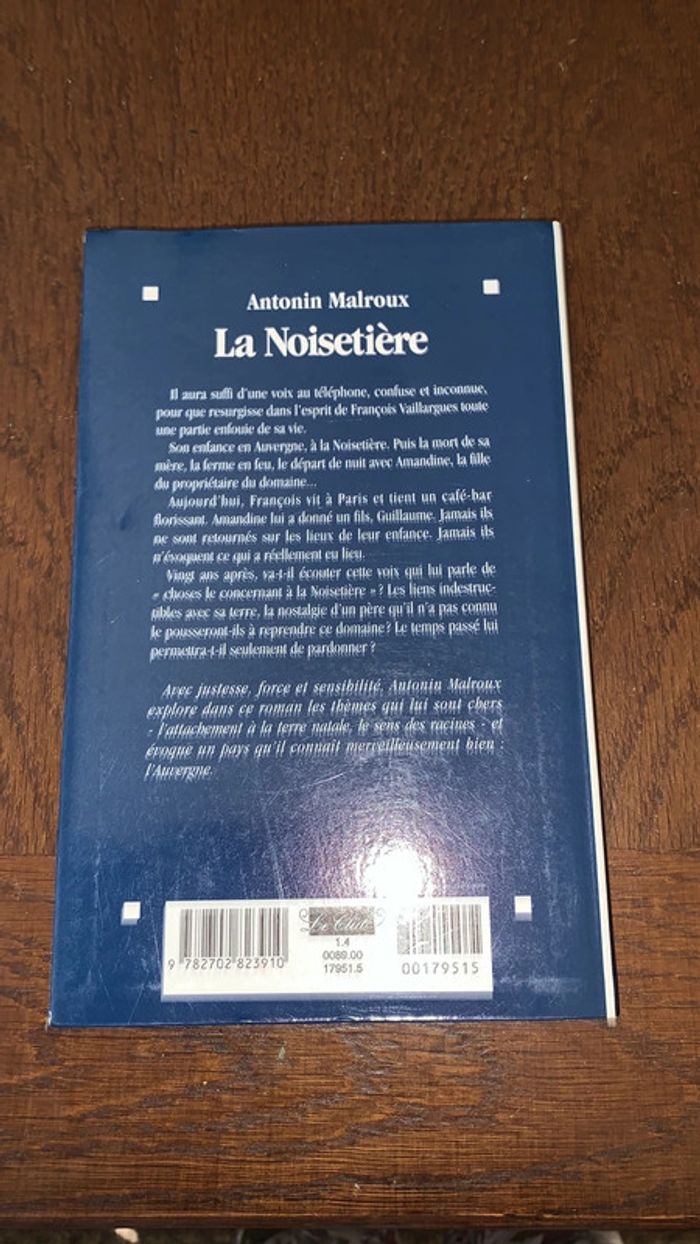 Antonin Malroux
La Noisetière
Il aura suffi d'une voix au téléphone, confuse et inconnue,
pour que resurgisse dans l'esprit de François Vaillargues toute
une partie enfouie de sa vie.
Son enfance en Auvergne, à la Noisetière. Puis la mort de sa
mère, la ferme en feu, le départ de nuit avec Amandine, la fille
du propriétaire du domaine...
Aujourd'hui, François vit à Paris et tient un café-bar
florissant. Amandine lui a donné un fils, Guillaume. Jamais ils
ne sont retournés sur les lieux de leur enfance. Jamais ils
n'évoquent ce qui a réellement eu lieu.
Vingt ans après, va-t-il écouter cette voix qui lui parle de
« choses le concernant à la Noisetière » ? Les liens indestruc-
tibles avec sa terre, la nostalgie d'un père qu'il n'a pas connu
le pousseront-ils à reprendre ce domaine ? Le temps passé lui
permettra-t-il seulement de pardonner ?
Avec justesse, force et sensibilité, Antonin Malroux
explore dans ce roman les thèmes qui lui sont chers
- l'attachement à la terre natale, le sens des racines - et
évoque un pays qu'il connaît merveilleusement bien :
l'Auvergne.
Le Club
1.4
0089.00
17951.5
9 782702 823910
00179515